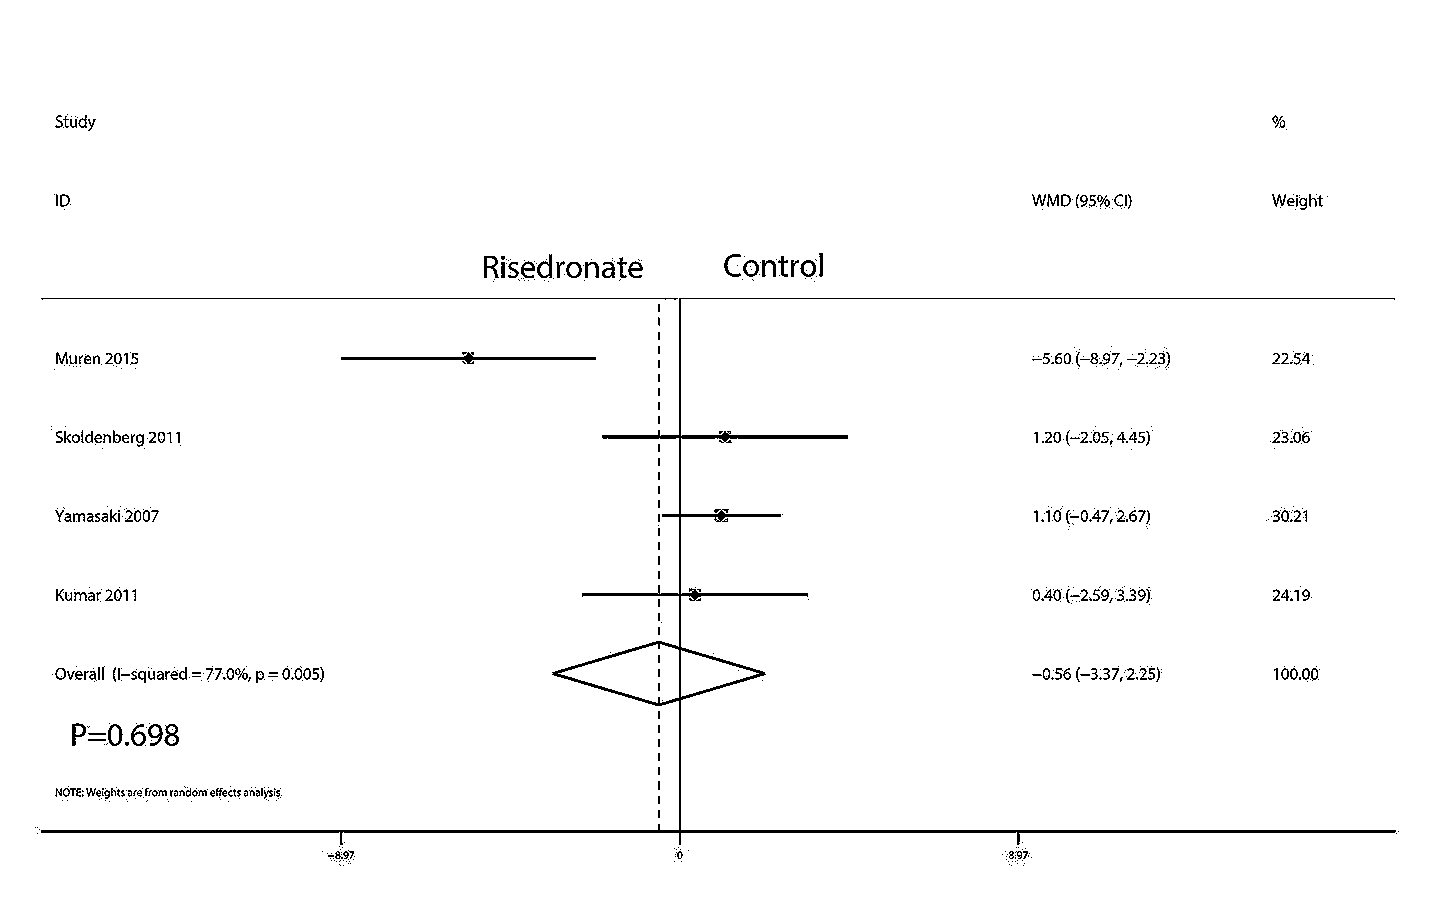 Study %
ID WMD (95% CI) Weight
Risedronate Control
Muren 2015 −5.60 (−8.97, −2.23) 22.54
Skoldenberg 2011 1.20 (−2.05, 4.45) 23.06
Yamasaki 2007 1.10 (−0.47, 2.67) 30.21
Kumar 2011 0.40 (−2.59, 3.39) 24.19
Overall (I−squared = 77.0%, p = 0.005) −0.56 (−3.37, 2.25) 100.00
P=0.698
NOTE: Weights are from random effects analysis
−8.97 0 8.97